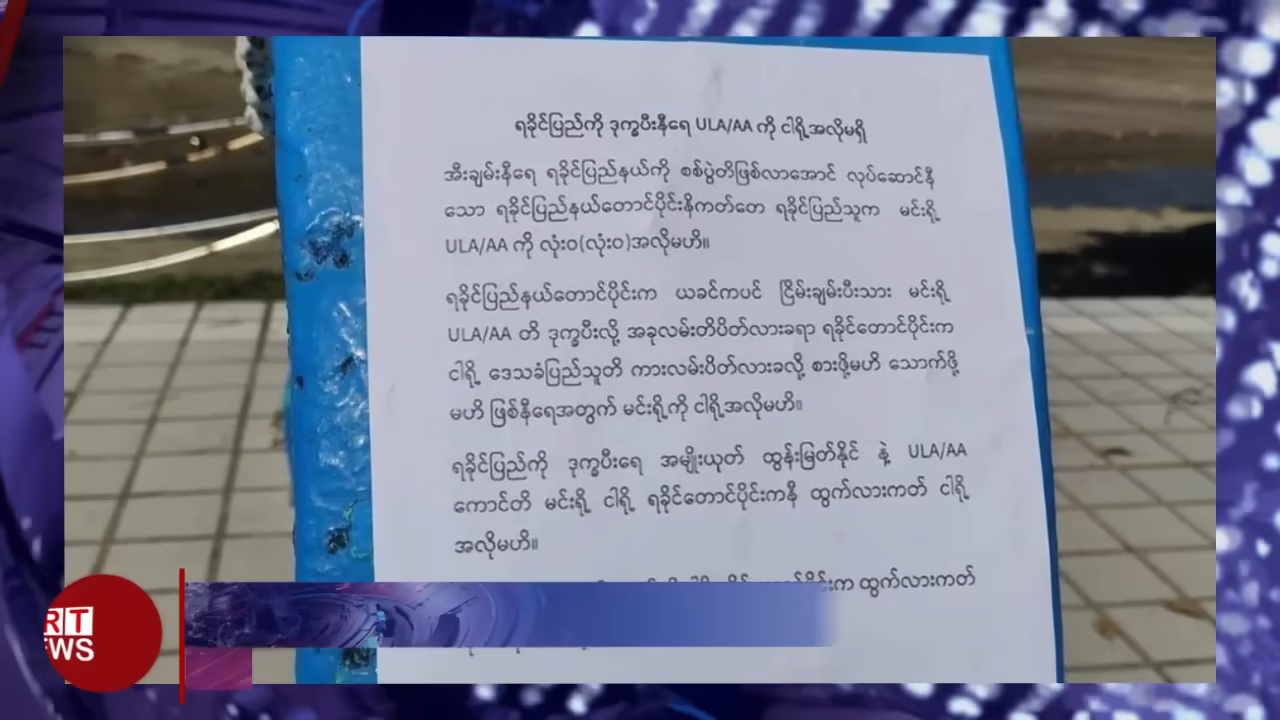 ရခိုင်ပြည်ကို ဒုက္ခပီးနီရေ ULA/AA ကို ငါရို့အလိုမရှိ
အီးချမ်းနီရေ ရခိုင်ပြည်နယ်ကို စစ်ပွဲတိဖြစ်လာအောင် လုပ်ဆောင်နီ
သော ရခိုင်ပြည်နယ်တောင်ပိုင်းနီကတ်တေ ရခိုင်ပြည်သူက မင်းရို့
ULA/AA ကို လုံးဝ(လုံးဝ)အလိုမဟိ။
ရခိုင်ပြည်နယ်တောင်ပိုင်းက ယခင်ကပင် ငြိမ်းချမ်းပီးသား မင်းရို့
ULA/AA တိ ဒုက္ခပီးလို့ အခုလမ်းတိပိတ်လားခရာ ရခိုင်တောင်ပိုင်းက
ငါရို့ ဒေသခံပြည်သူတိ ကားလမ်းပိတ်လားခလို့ စားဖို့မဟိ သောက်ဖို့
မဟိ ဖြစ်နီရေအတွက် မင်းရို့ကို ငါရို့အလိုမဟိ။
ရခိုင်ပြည်ကို ဒုက္ခပီးရေ အမျိုးယုတ် ထွန်းမြတ်နိုင် နဲ့ ULA/AA
ကောင်တိ မင်းရို့ ငါရို့ ရခိုင်တောင်ပိုင်းကနီ ထွက်လားကတ် ငါရို့
အလိုမဟိ။
ထွက်လားကတ်
RT
NEWS